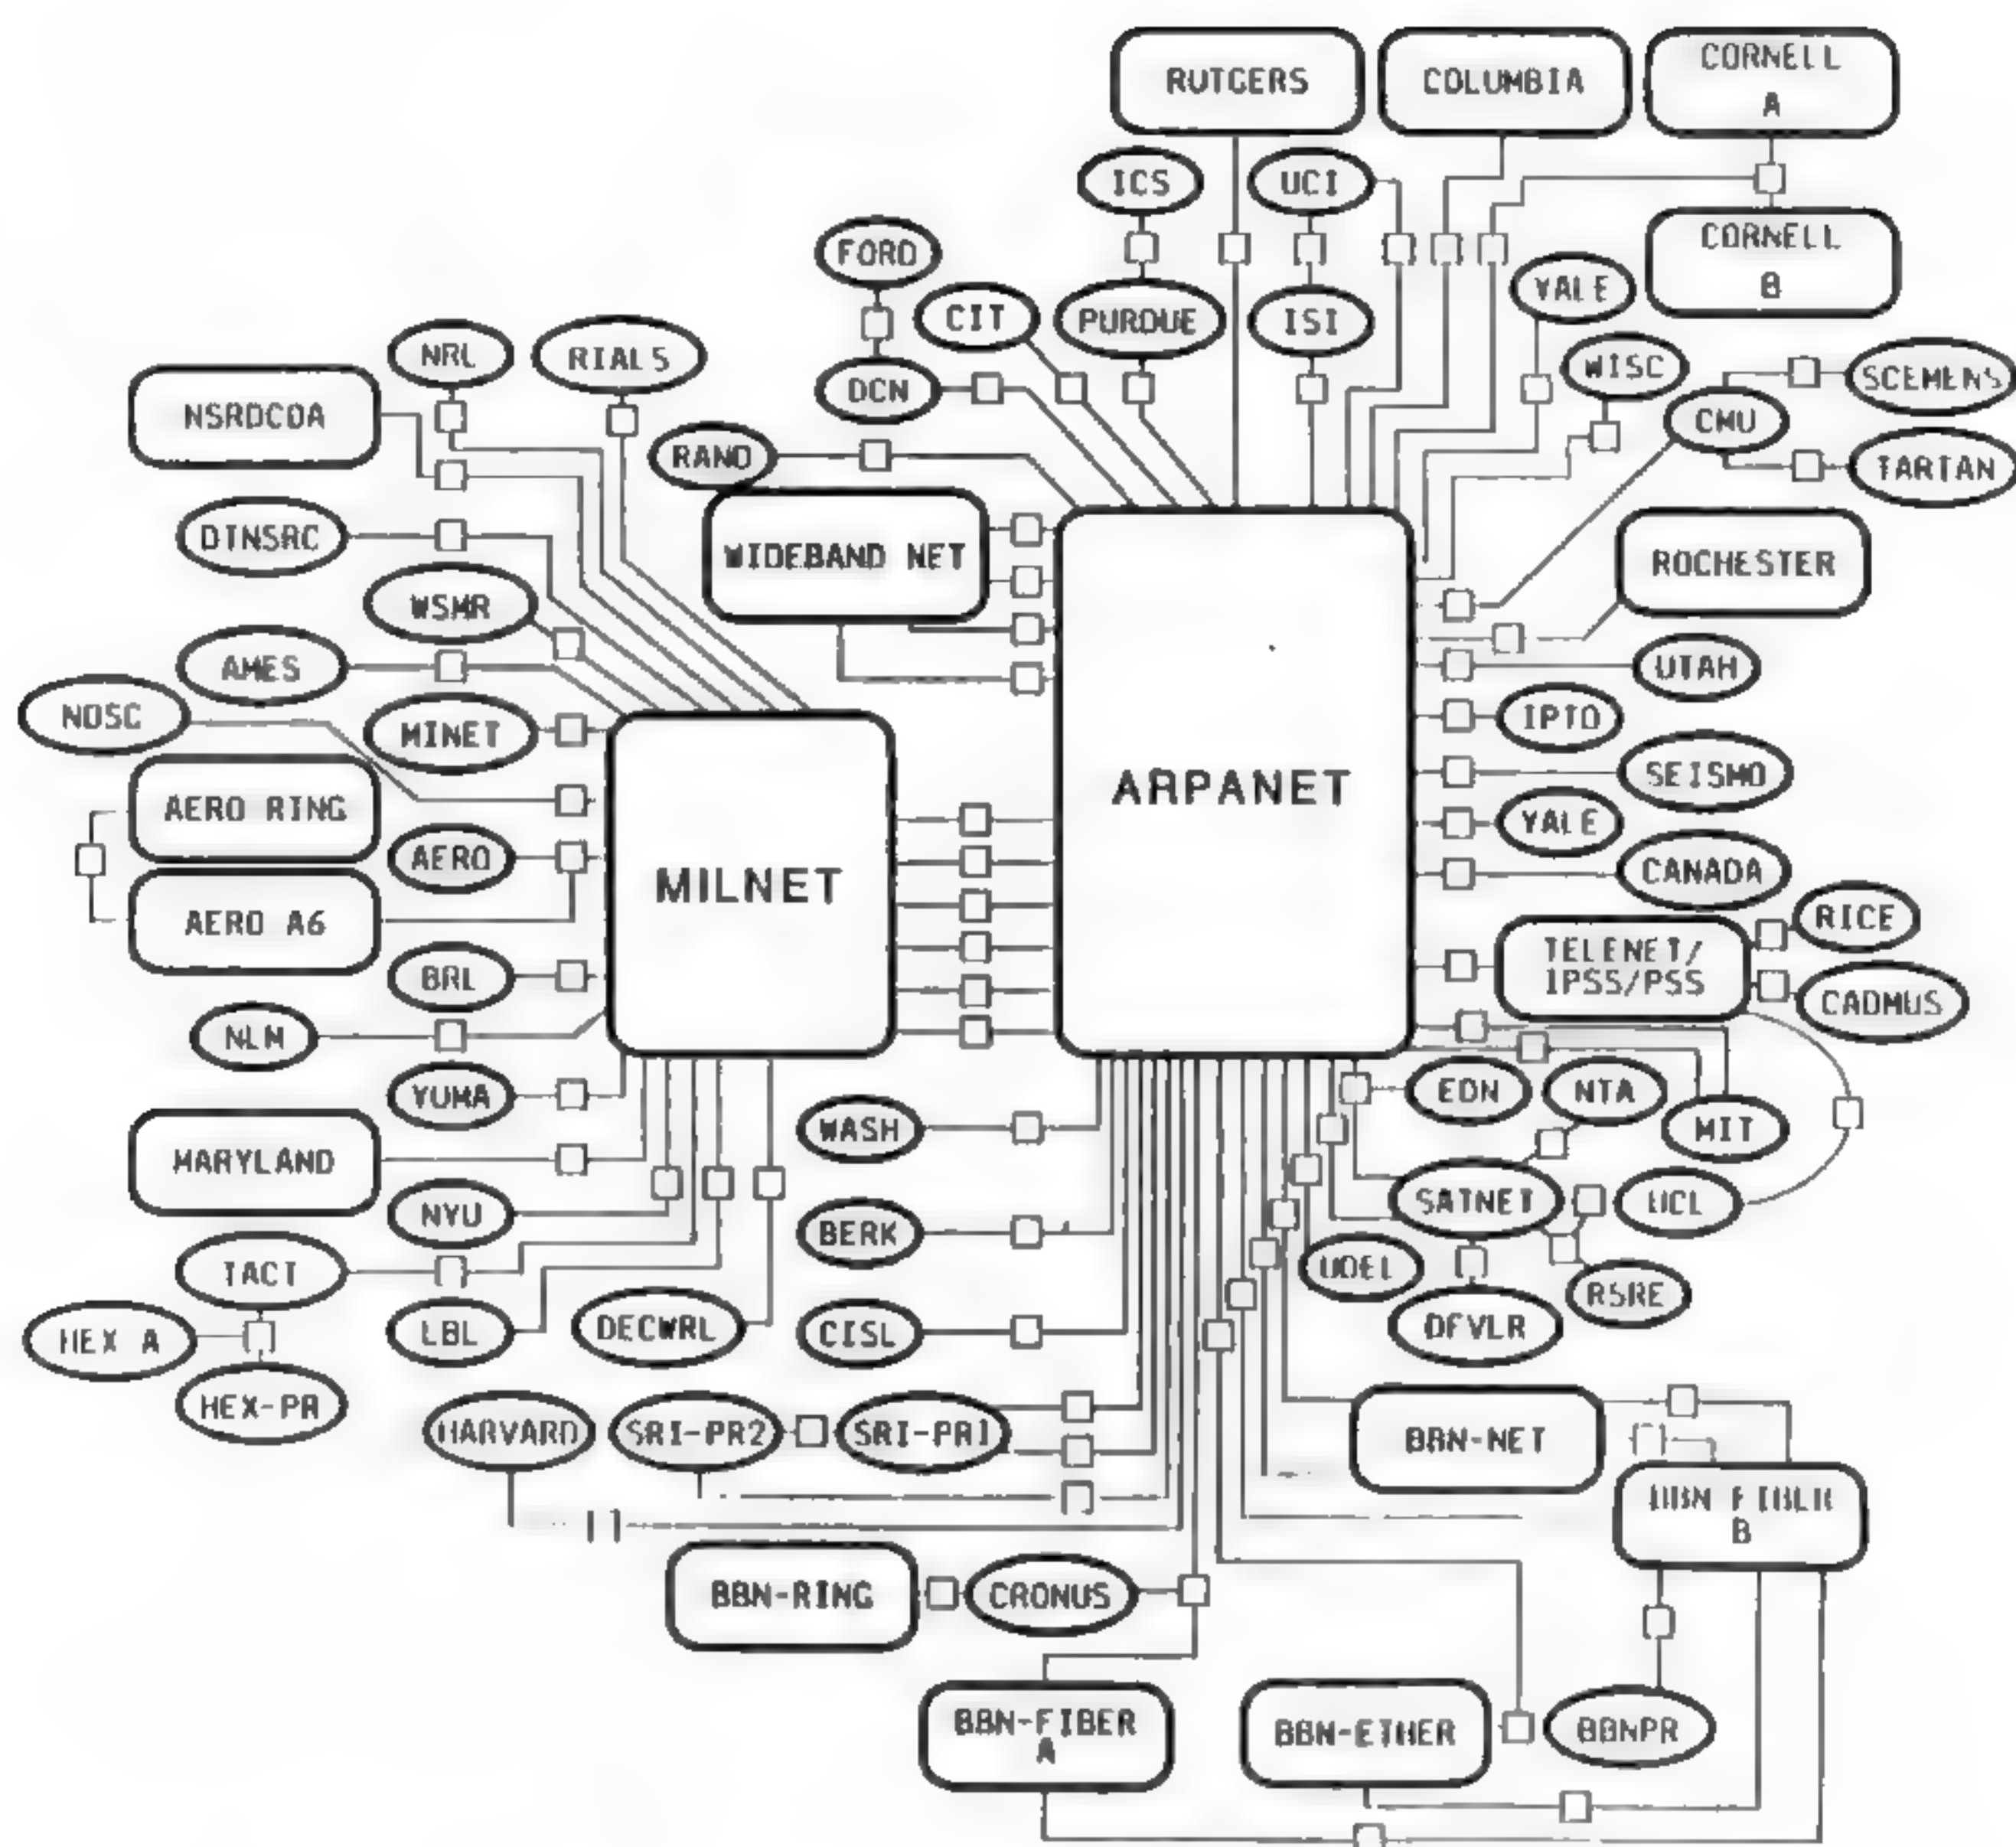 RUTGERS
COLUMBIA
CORNELL
A
ICS
UCI
CORNELL
B
FORD
YALE
CIT
PURDUE
ISI
NRL
RIALS
WISC
SCEMENS
DCN
NSRDCOA
CMU
RAND
TARTAN
DTNSRC
WIDEBAND NET
ROCHESTER
WSMR
AMES
UTAH
NOSC
MINET
IPTO
SEISMO
ARPANET
AERO RING
YALE
AERO
CANADA
MILNET
AERO A6
RICE
TELENET/
IPSS/PSS
BRL
CADMUS
NLM
YUMA
EDN
NTA
WASH
MIT
MARYLAND
SATNET
UCL
NYU
BERK
UDEL
TACT
RSRE
HEX A
LBL
DECWRL
CISL
DFVLR
HEX-PR
HARVARD
SRI-PR2
SRI-PR1
BBN-NET
BBN FIBER
B
BBN-RING
CRONUS
BBN-FIBER
A
BBN-ETHER
BBNPR